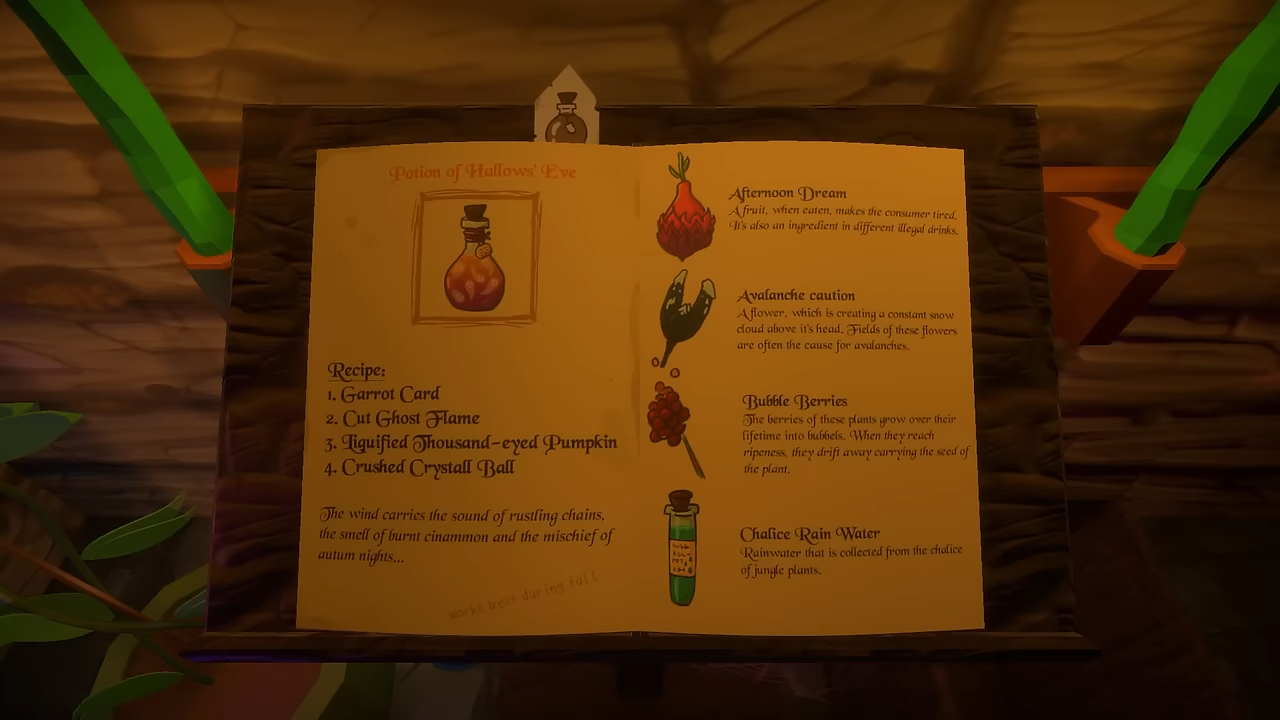 Potion of Hallows' Eve
Recipe:
1. Garrot Card
2. Cut Ghost Flame
3. Liquified Thousand-eyed Pumpkin
4. Crushed Crystall Ball
The wind carries the sound of rustling chains,
the smell of burnt cinammon and the mischief of
autum nights...
Works best during fall
Afternoon Dream
A fruit, when eaten, makes the consumer tired.
It's also an ingredient in different illegal drinks.
Avalanche caution
A flower, which is creating a constant snow
cloud above it's head. Fields of these flowers
are often the cause for avalanches.
Bubble Berries
The berries of these plants grow over their
lifetime into bubbels. When they reach
ripeness, they drift away carrying the seed of
the plant.
Chalice Rain Water
Rainwater that is collected from the chalice
of jungle plants.